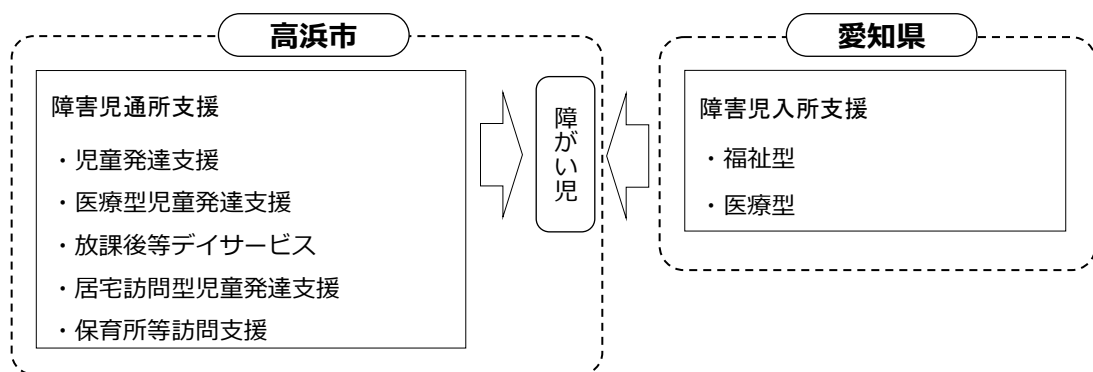 高浜市
障害児通所支援
・児童発達支援
・医療型児童発達支援
・放課後等デイサービス
・居宅訪問型児童発達支援
・保育所等訪問支援
障がい児
愛知県
障害児入所支援
・福祉型
・医療型